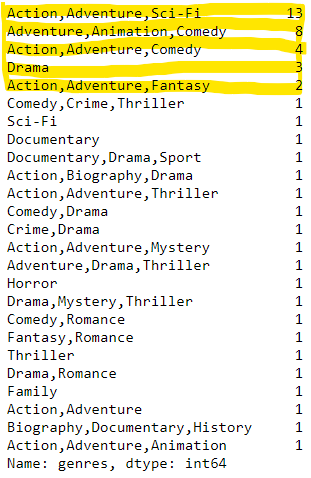 Action,Adventure,Sci-Fi 13
Adventure,Animation,Comedy 8
Action,Adventure,Comedy 4
Drama 3
Action,Adventure,Fantasy 2
Comedy,Crime,Thriller 1
Sci-Fi 1
Documentary 1
Documentary,Drama,Sport 1
Action,Biography,Drama 1
Action,Adventure,Thriller 1
Comedy,Drama 1
Crime,Drama 1
Action,Adventure,Mystery 1
Adventure,Drama,Thriller 1
Horror 1
Drama,Mystery,Thriller 1
Comedy,Romance 1
Fantasy,Romance 1
Thriller 1
Drama,Romance 1
Family 1
Action,Adventure 1
Biography,Documentary,History 1
Action,Adventure,Animation 1
Name: genres, dtype: int64